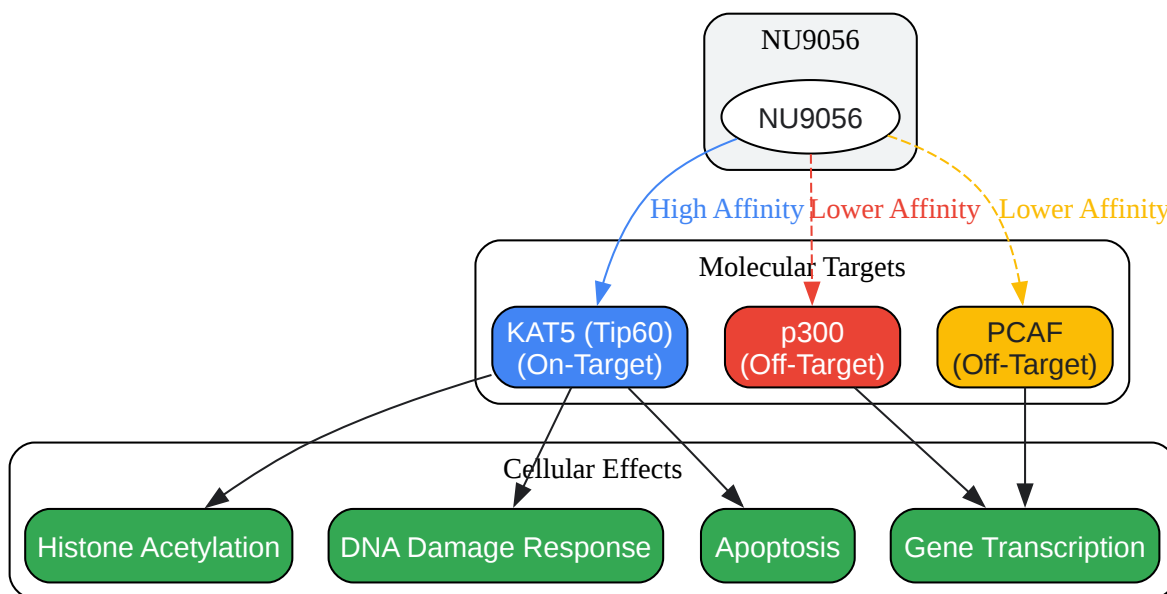 NU9056
NU9056
High Affinity
Lower Affinity
Lower Affinity
Molecular Targets
KAT5 (Tip60)
(On-Target)
p300
(Off-Target)
PCAF
(Off-Target)
Cellular Effects
Histone Acetylation
DNA Damage Response
Apoptosis
Gene Transcription